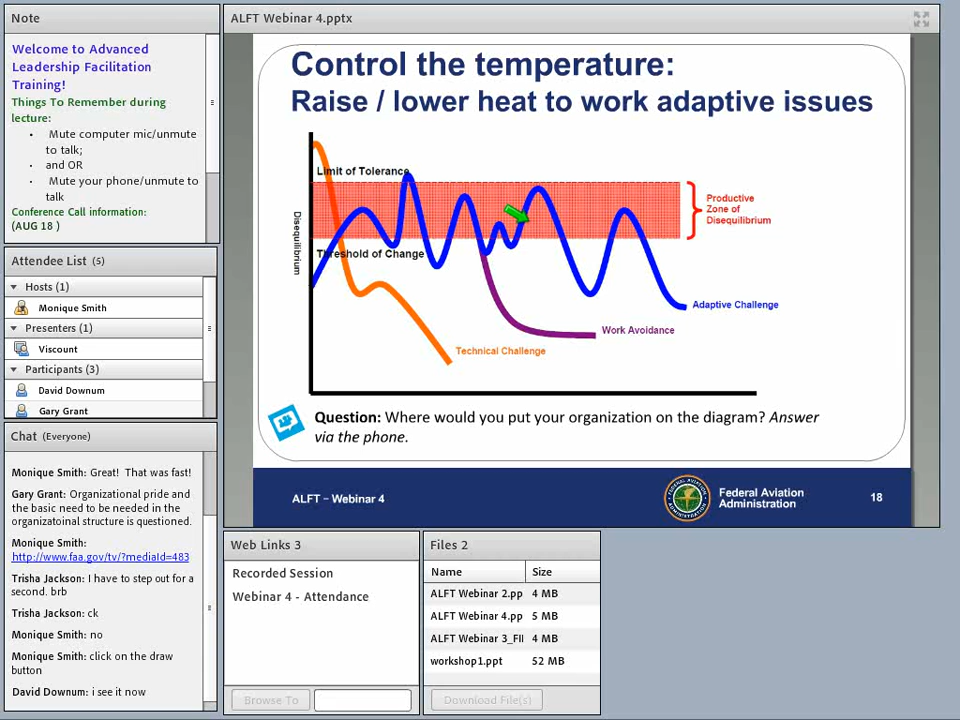 Note
Welcome to Advanced
Leadership Facilitation
Training!
Things To Remember during
lecture:
• Mute computer mic/unmute
to talk;
• and OR
• Mute your phone/unmute to
talk
Conference Call information:
(AUG 18 )
Attendee List (5)
Hosts (1)
Monique Smith
Presenters (1)
Viscount
Participants (3)
David Downum
Gary Grant
Chat (Everyone)
Monique Smith: Great! That was fast!
Gary Grant: Organizational pride and
the basic need to be needed in the
organizatoinal structure is questioned.
Monique Smith:
http://www.faa.gov/tv/?mediaId=483
Trisha Jackson: I have to step out for a
second. brb
Trisha Jackson: ck
Monique Smith: no
Monique Smith: click on the draw
button
David Downum: i see it now
ALFT Webinar 4.pptx
Control the temperature:
Raise / lower heat to work adaptive issues
Limit of Tolerance
Disequilibrium
Threshold of Change
Productive
Zone of
Disequilibrium
Adaptive Challenge
Work Avoidance
Technical Challenge
Question: Where would you put your organization on the diagram? Answer
via the phone.
ALFT – Webinar 4
Federal Aviation
Administration
18
Web Links 3
Recorded Session
Webinar 4 - Attendance
Browse To
Files 2
Name Size
ALFT Webinar 2.pp 4 MB
ALFT Webinar 4.pp 5 MB
ALFT Webinar 3_FII 4 MB
workshop1.ppt 52 MB
Download File(s)